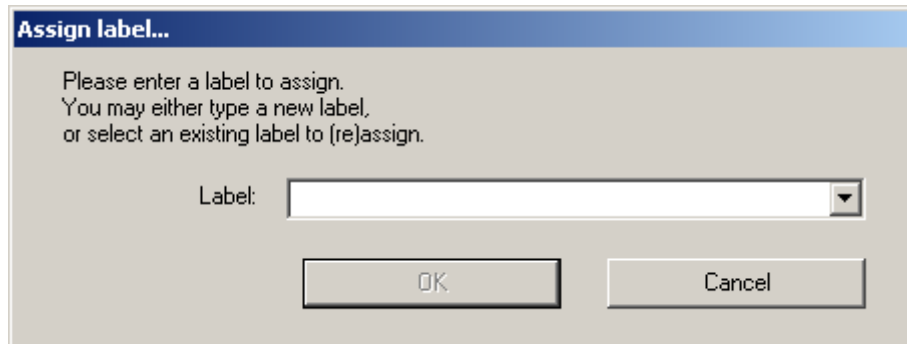 Assign label...
Please enter a label to assign.
You may either type a new label,
or select an existing label to (re)assign.
Label:
OK
Cancel